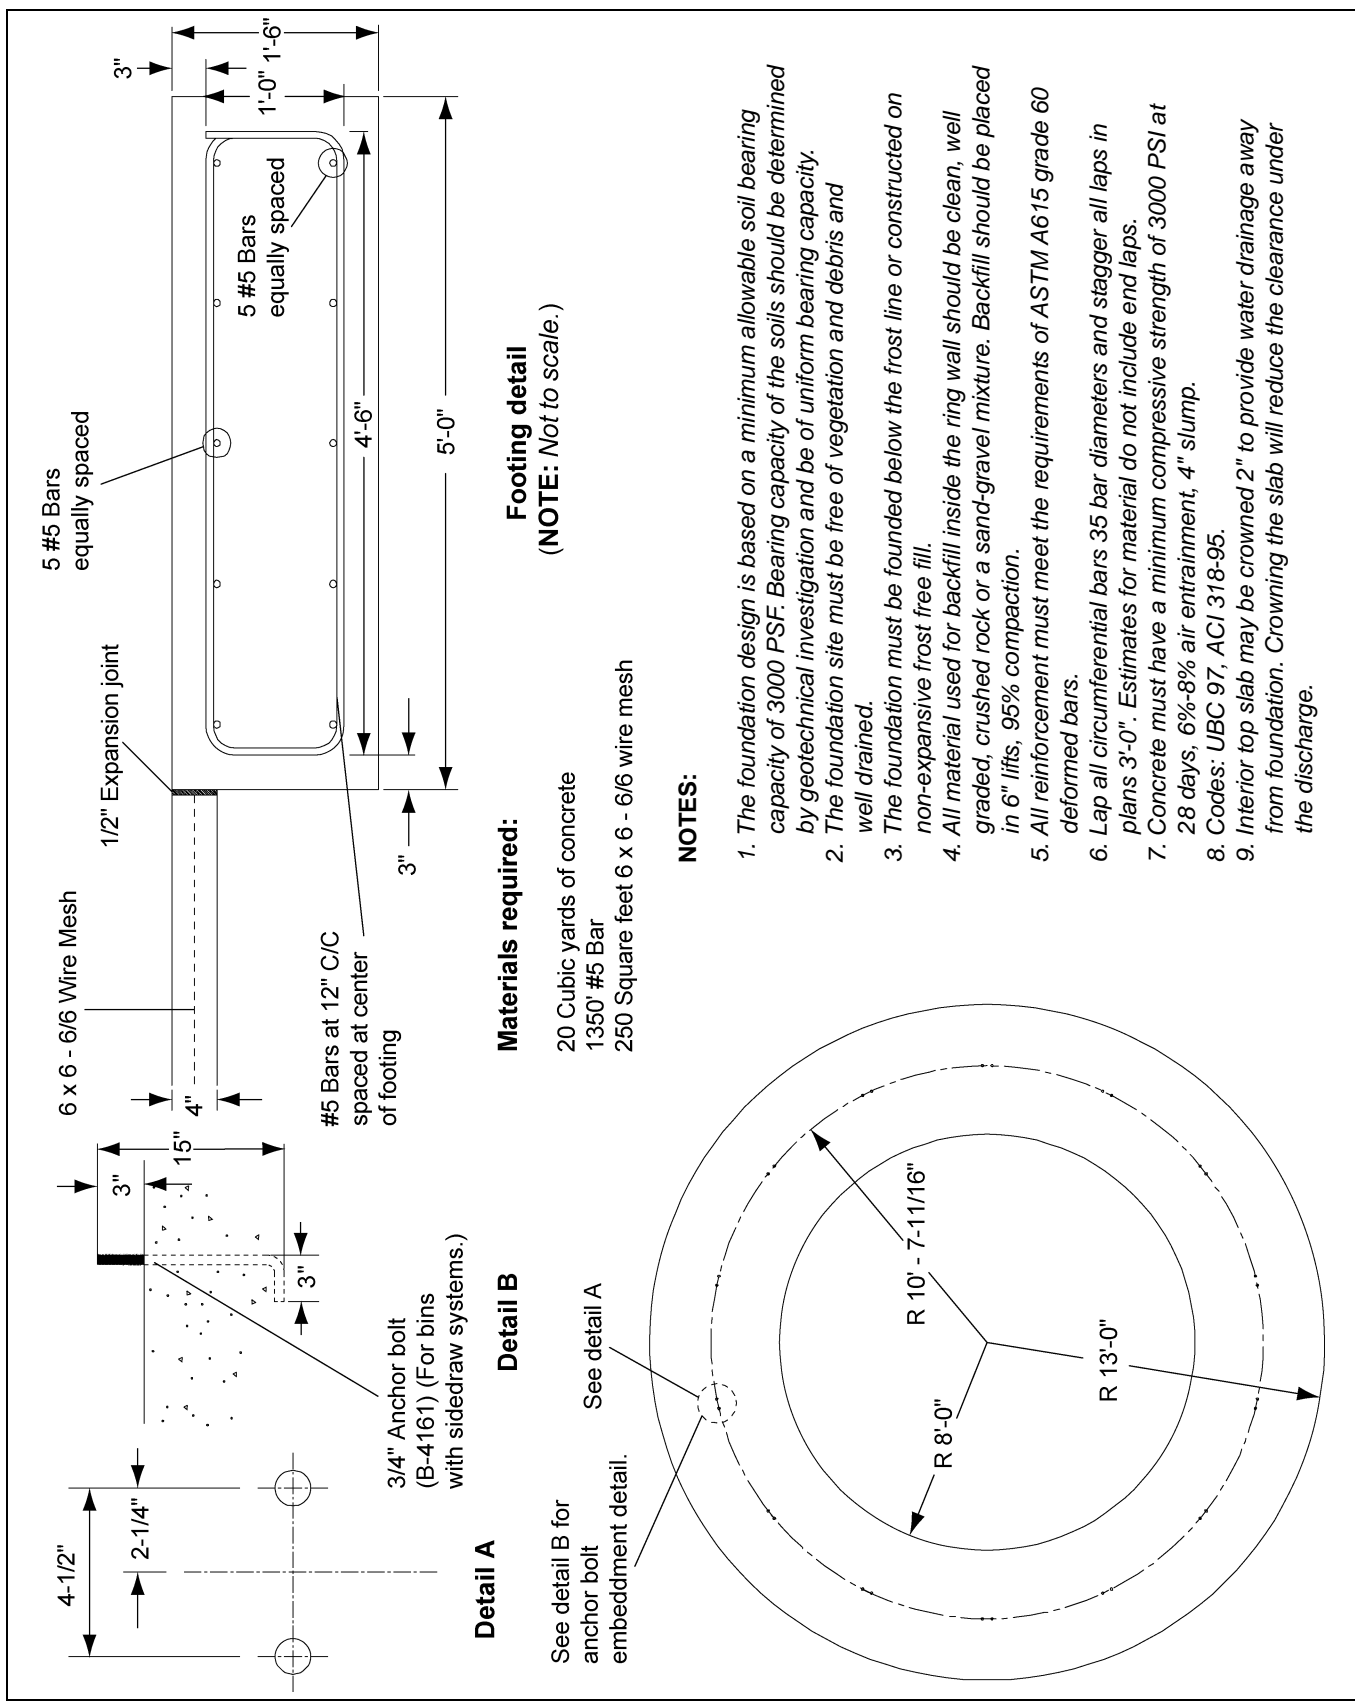 4-1/2"
2-1/4"
Detail A
3"
15"
3"
3/4" Anchor bolt
(B-4161) (For bins
with sidedraw systems.)
Detail B
6 x 6 - 6/6 Wire Mesh
1/2" Expansion joint
5 #5 Bars
equally spaced
5 #5 Bars
equally spaced
3"
1'-0"
1'-6"
4"
3"
4'-6"
5'-0"
#5 Bars at 12" C/C
spaced at center
of footing
Footing detail
(NOTE: Not to scale.)
Materials required:
20 Cubic yards of concrete
1350' #5 Bar
250 Square feet 6 x 6 - 6/6 wire mesh
See detail B for
anchor bolt
embeddment detail.
See detail A
R 8'-0"
R 10' - 7-11/16"
R 13'-0"
NOTES:
1. The foundation design is based on a minimum allowable soil bearing
capacity of 3000 PSF. Bearing capacity of the soils should be determined
by geotechnical investigation and be of uniform bearing capacity.
2. The foundation site must be free of vegetation and debris and
well drained.
3. The foundation must be founded below the frost line or constructed on
non-expansive frost free fill.
4. All material used for backfill inside the ring wall should be clean, well
graded, crushed rock or a sand-gravel mixture. Backfill should be placed
in 6" lifts, 95% compaction.
5. All reinforcement must meet the requirements of ASTM A615 grade 60
deformed bars.
6. Lap all circumferential bars 35 bar diameters and stagger all laps in
plans 3'-0". Estimates for material do not include end laps.
7. Concrete must have a minimum compressive strength of 3000 PSI at
28 days, 6%-8% air entrainment, 4" slump.
8. Codes: UBC 97, ACI 318-95.
9. Interior top slab may be crowned 2" to provide water drainage away
from foundation. Crowning the slab will reduce the clearance under
the discharge.